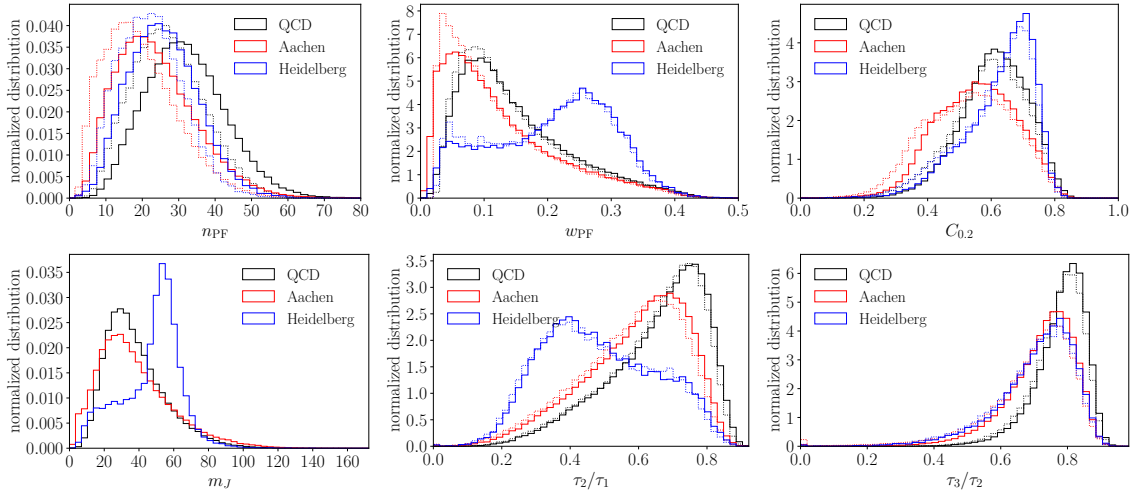 normalized distribution
0.040
0.035
0.030
0.025
0.020
0.015
0.010
0.005
0.000
QCD
Aachen
Heidelberg
0 10 20 30 40 50 60 70 80
n_PF
normalized distribution
8
7
6
5
4
3
2
1
0
QCD
Aachen
Heidelberg
0.0 0.1 0.2 0.3 0.4 0.5
w_PF
normalized distribution
4
3
2
1
0
QCD
Aachen
Heidelberg
0.0 0.2 0.4 0.6 0.8 1.0
C_0.2
normalized distribution
0.035
0.030
0.025
0.020
0.015
0.010
0.005
0.000
QCD
Aachen
Heidelberg
0 20 40 60 80 100 120 140 160
m_J
normalized distribution
3.5
3.0
2.5
2.0
1.5
1.0
0.5
0.0
QCD
Aachen
Heidelberg
0.0 0.2 0.4 0.6 0.8
τ₂/τ₁
normalized distribution
6
5
4
3
2
1
0
QCD
Aachen
Heidelberg
0.0 0.2 0.4 0.6 0.8
τ₃/τ₂